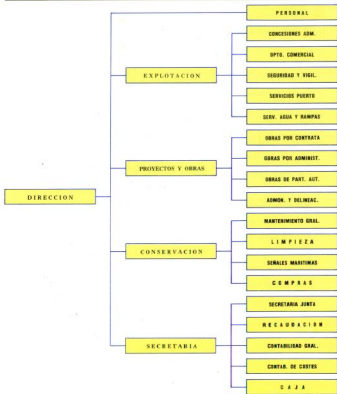 PERSONAL
CONCESIONES ADM.
DPTO. COMERCIAL
EXPLOTACION
SEGURIDAD Y VIGIL.
SERVICIOS PUERTO
SERV. AGUA Y RAMPAS
OBRAS POR CONTRATA
OBRAS POR ADMINIST.
PROYECTOS Y OBRAS
OBRAS DE PART. AUT.
ADMON. Y DELINEAC.
DIRECCION
MANTENIMIENTO GRAL.
LIMPIEZA
CONSERVACION
SEÑALES MARITIMAS
COMPRAS
SECRETARIA JUNTA
RECAUDACION
SECRETARIA
CONTABILIDAD GRAL.
CONTAB. DE COSTES
CAJA